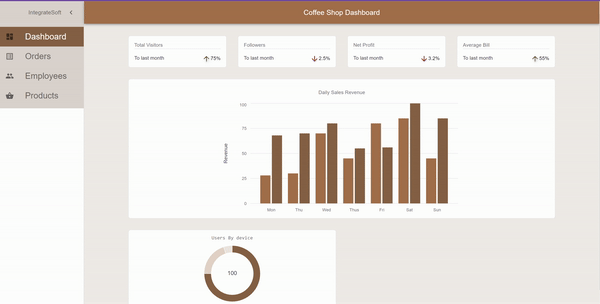 IntegrateSoft
Coffee Shop Dashboard
Dashboard
Orders
Employees
Products
Total Visitors
To last month 75%
Followers
To last month 2.5%
Net Profit
To last month 3.2%
Average Bill
To last month 55%
Daily Sales Revenue
Revenue
100
75
50
25
0
Mon Thu Wed Thus Fri Sat Sun
Users By device
100